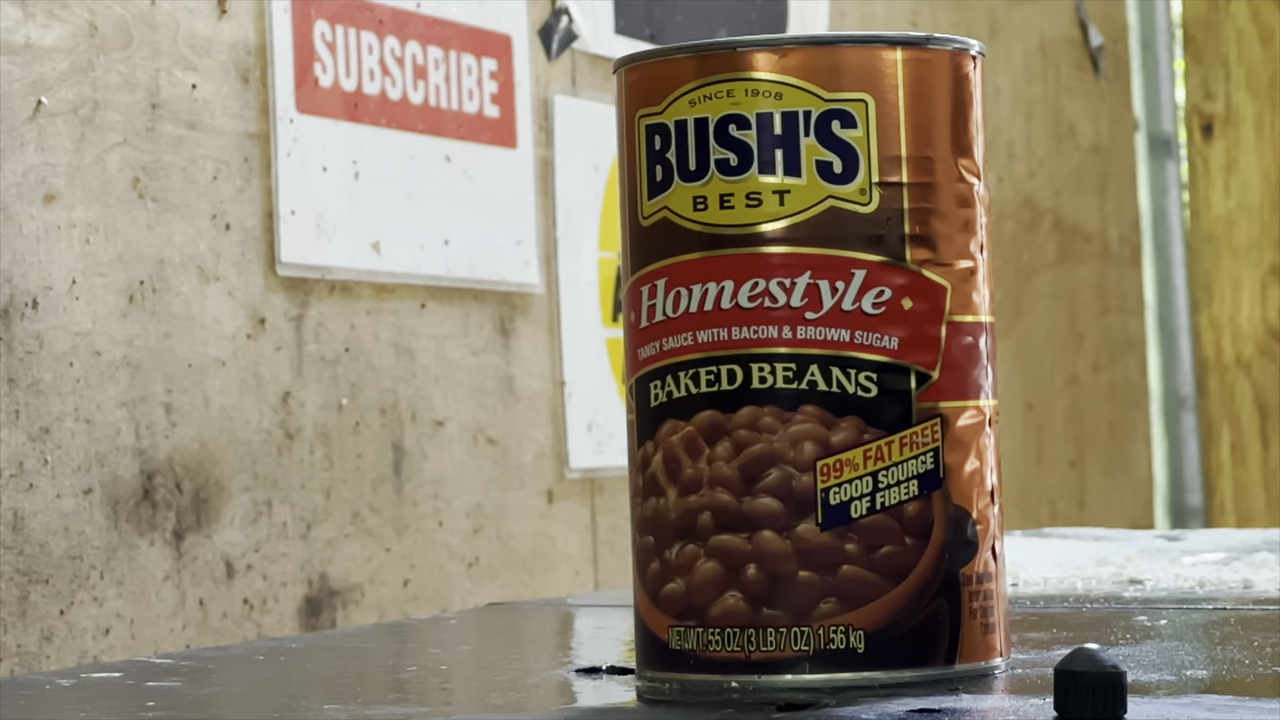 SUBSCRIBE
SINCE 1908
BUSH'S
BEST
®
Homestyle
TANGY SAUCE WITH BACON & BROWN SUGAR
BAKED BEANS
99% FAT FREE
GOOD SOURCE
OF FIBER
NET WT. 55 OZ (3 LB 7 OZ) 1.56 kg